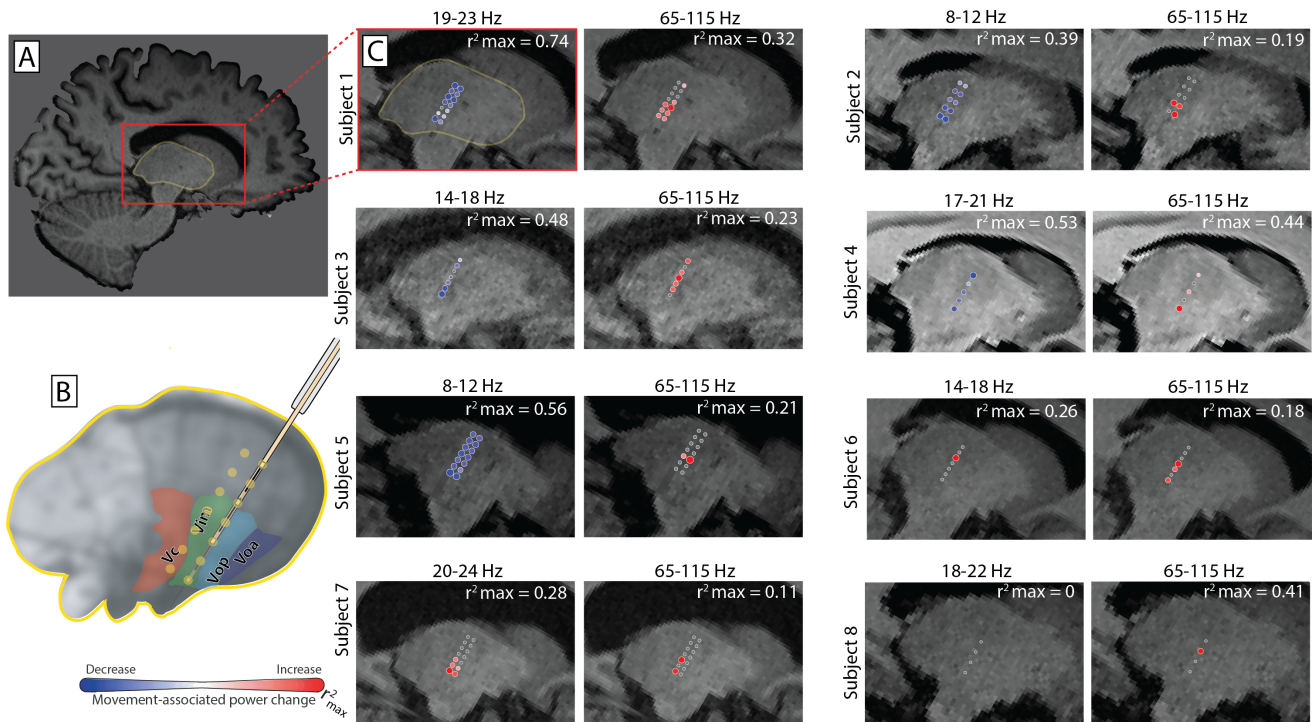 A
B
Vc
Vim
Vop
Voa
Decrease
Increase
Movement-associated power change
r²max
C
Subject 1
19-23 Hz
r² max = 0.74
65-115 Hz
r² max = 0.32
Subject 2
8-12 Hz
r² max = 0.39
65-115 Hz
r² max = 0.19
Subject 3
14-18 Hz
r² max = 0.48
65-115 Hz
r² max = 0.23
Subject 4
17-21 Hz
r² max = 0.53
65-115 Hz
r² max = 0.44
Subject 5
8-12 Hz
r² max = 0.56
65-115 Hz
r² max = 0.21
Subject 6
14-18 Hz
r² max = 0.26
65-115 Hz
r² max = 0.18
Subject 7
20-24 Hz
r² max = 0.28
65-115 Hz
r² max = 0.11
Subject 8
18-22 Hz
r² max = 0
65-115 Hz
r² max = 0.41